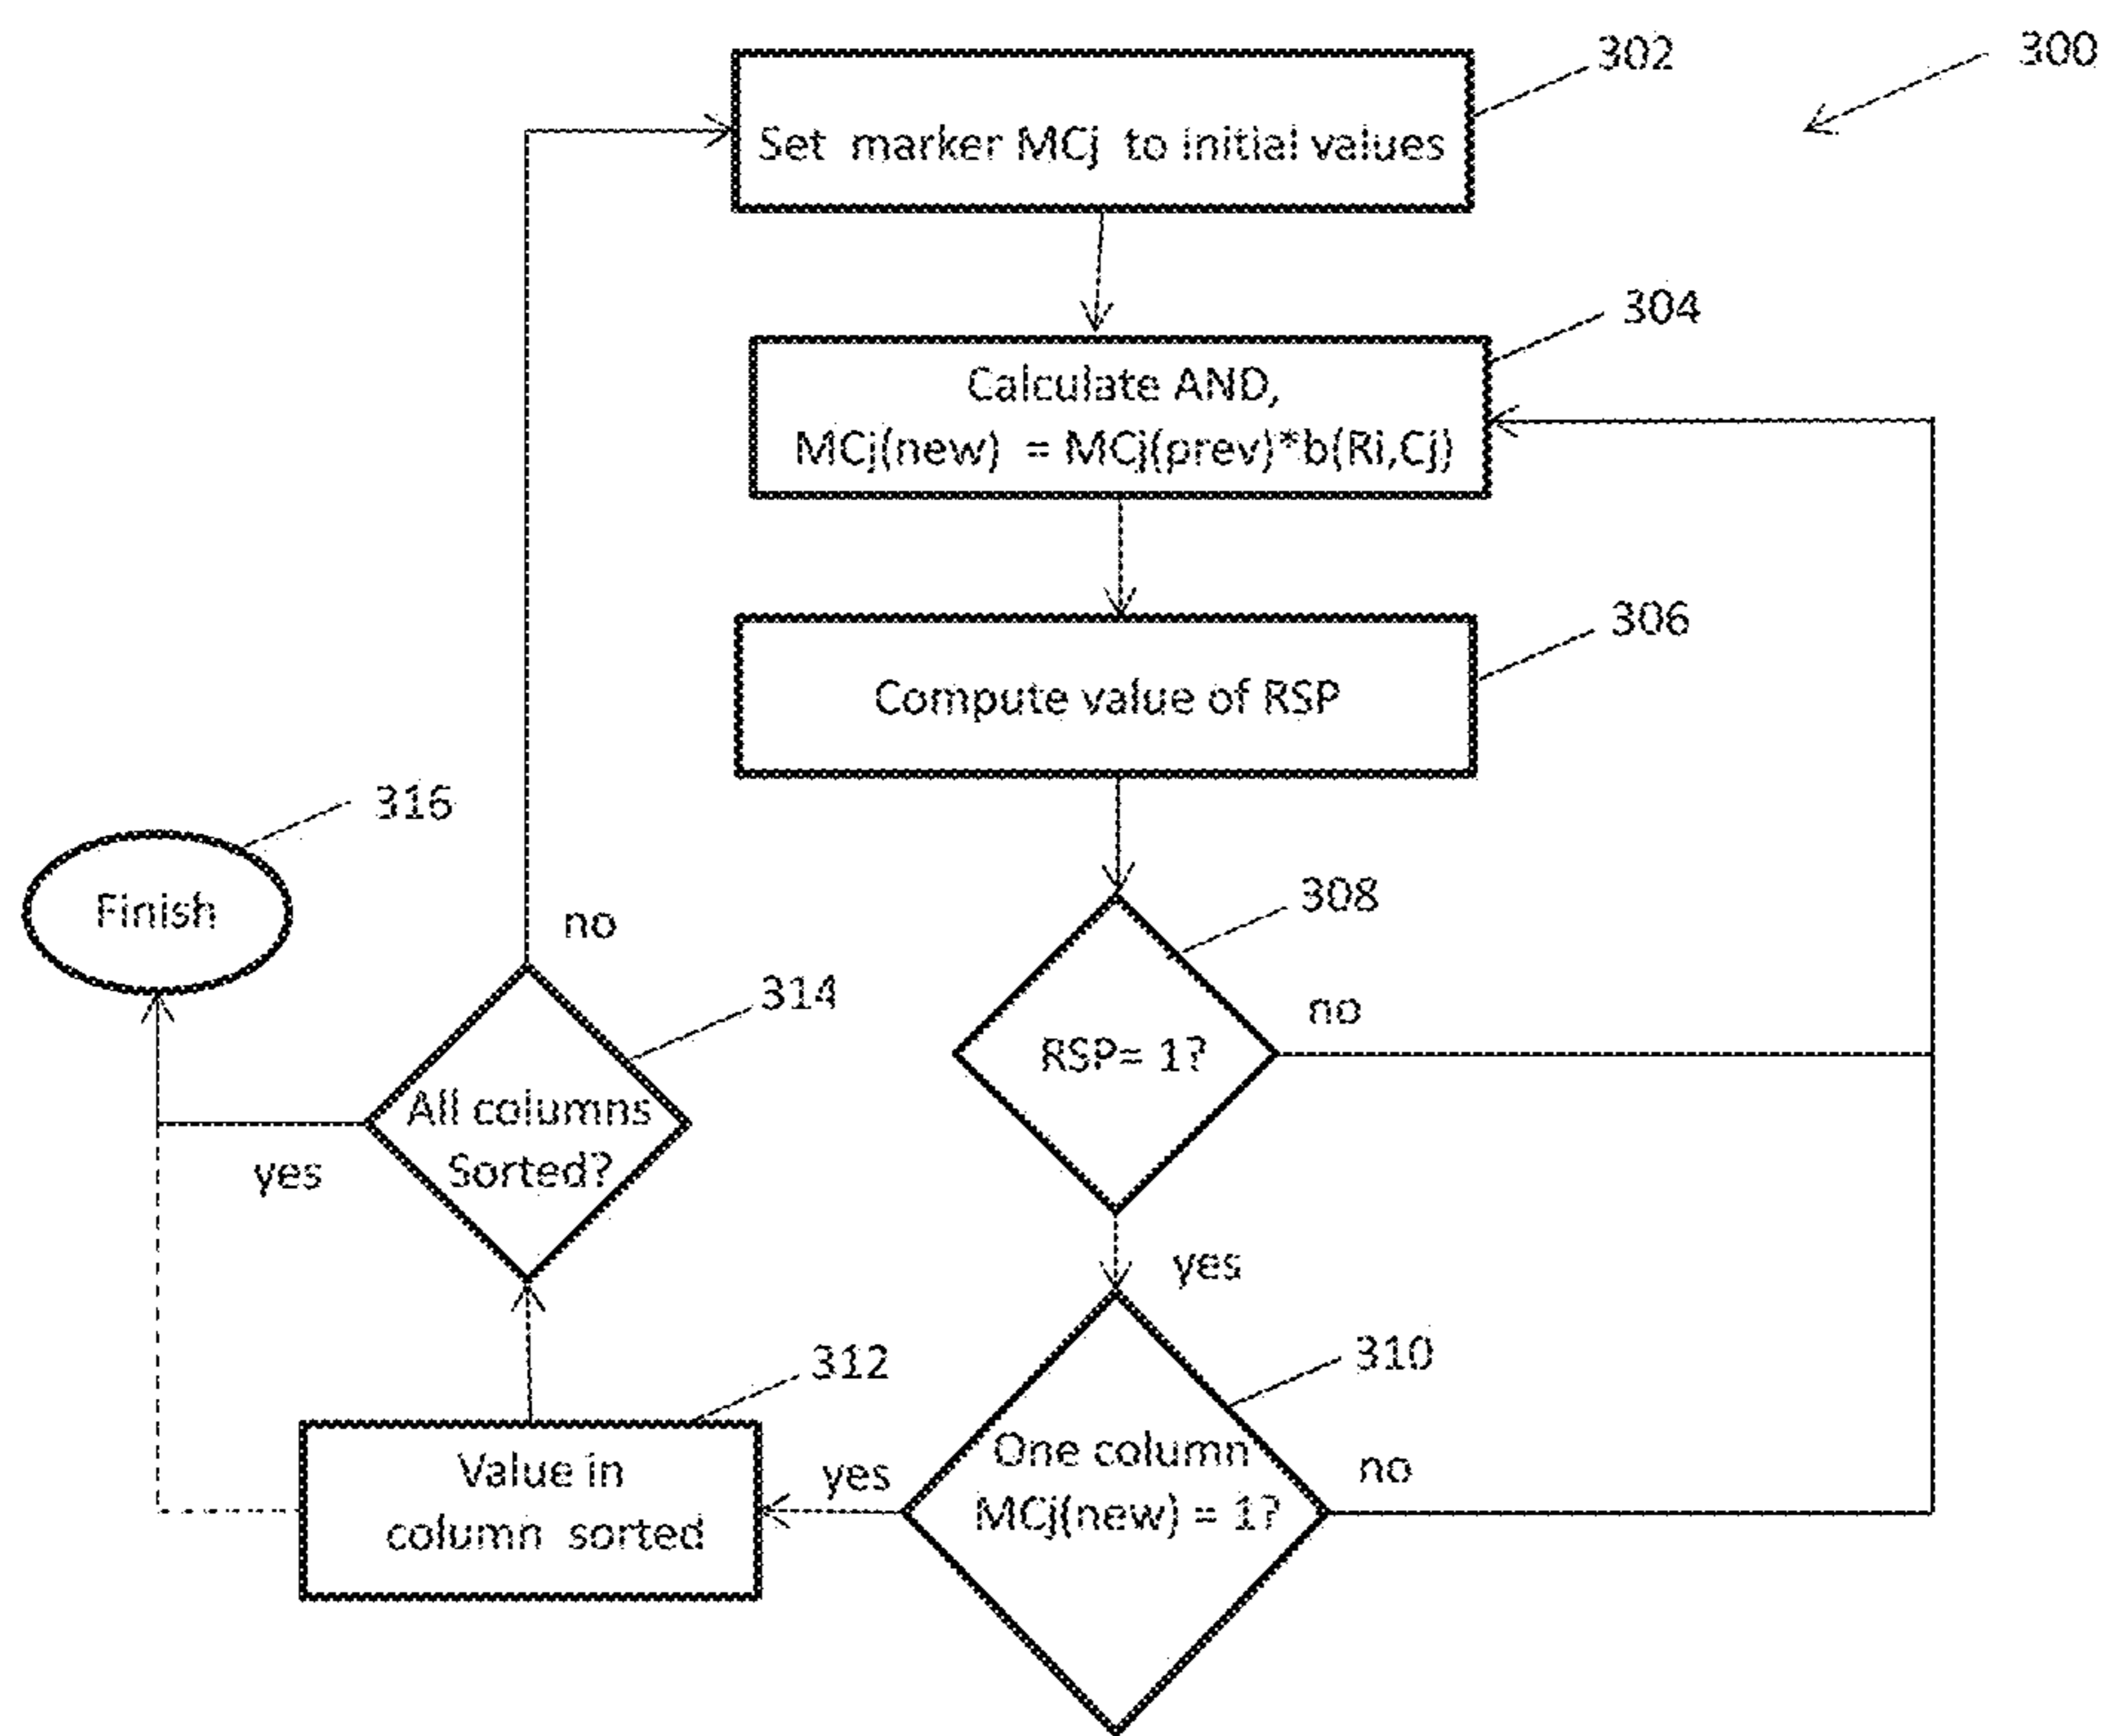 302
300
Set marker MCj to initial values
304
Calculate AND,
MCj(new) = MCj(prev)*b(Ri,Cj)
306
Compute value of RSP
316
Finish
308
no
314
no
RSP= 1?
All columns
Sorted?
yes
yes
310
312
One column
MCj(new) = 1?
no
yes
Value in
column sorted